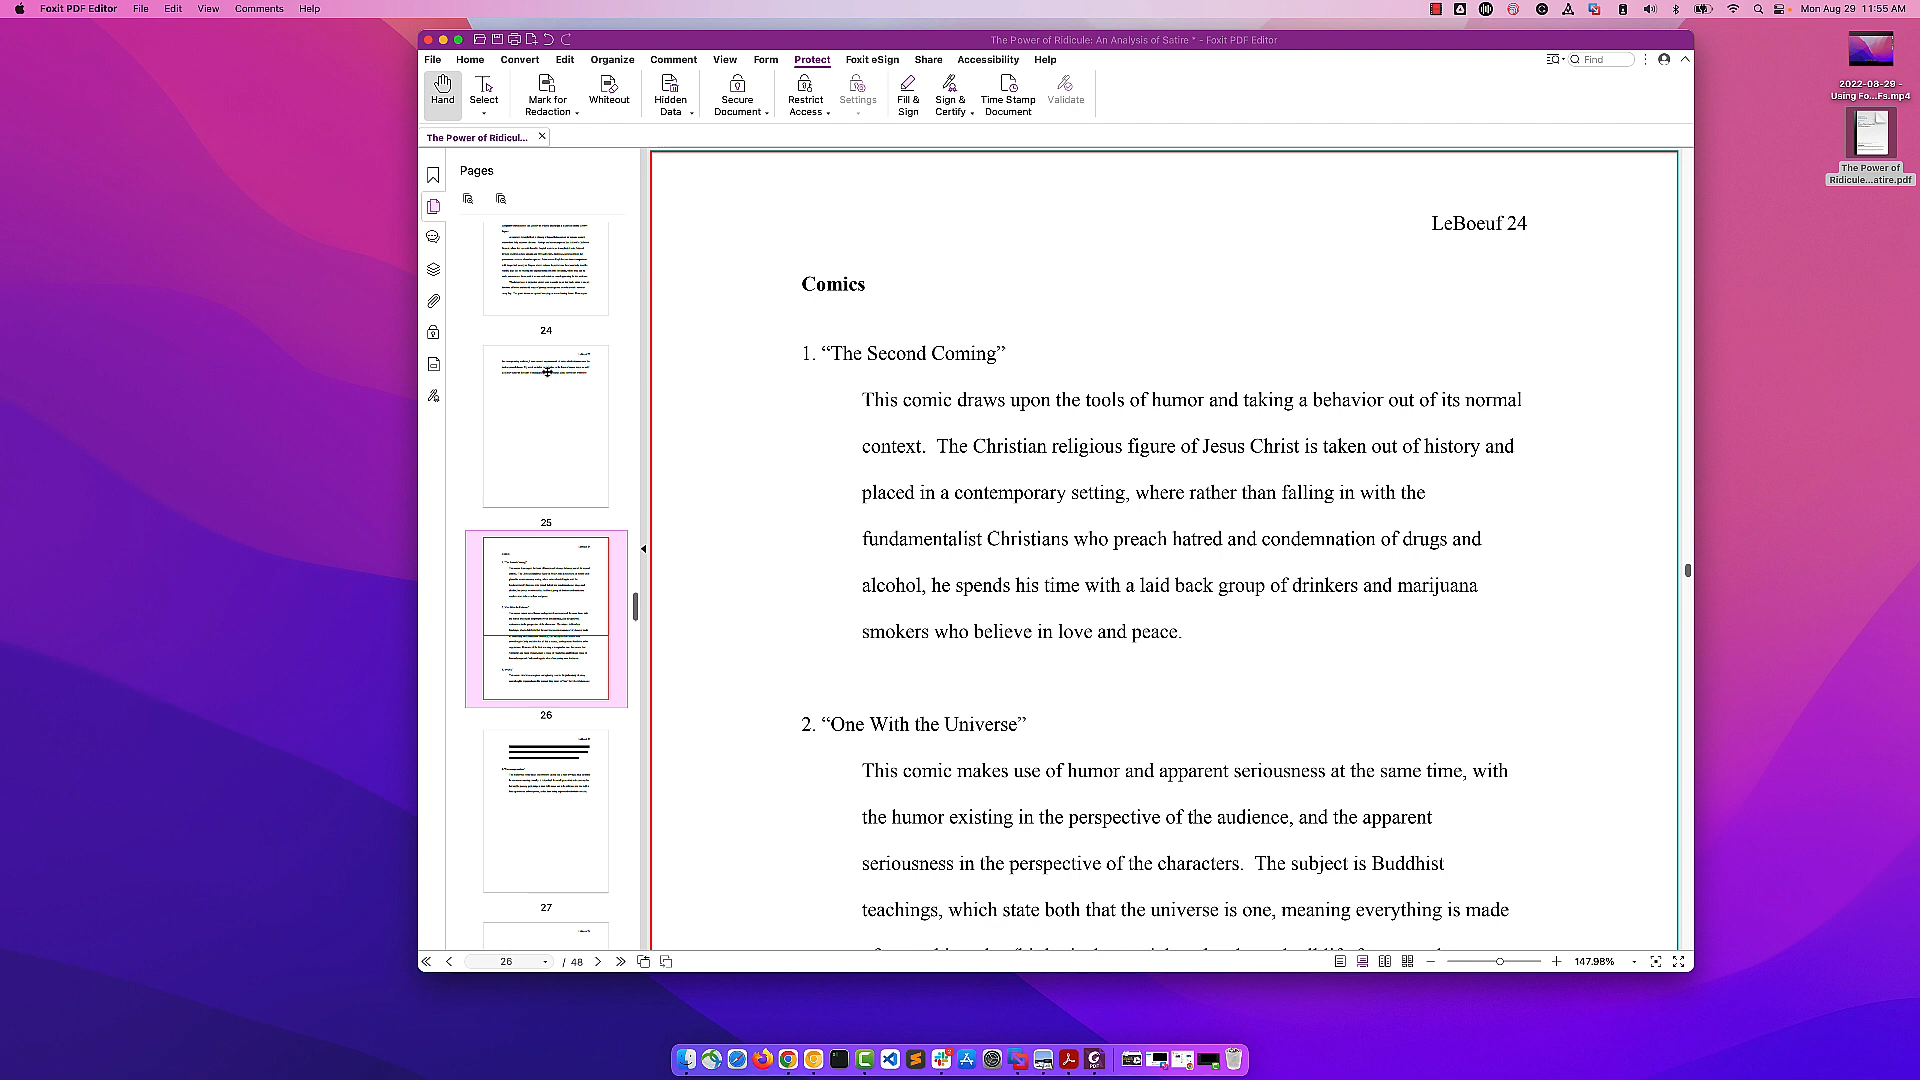 Foxit PDF Editor File Edit View Comments Help
Mon Aug 29 11:55 AM
The Power of Ridicule: An Analysis of Satire * - Foxit PDF Editor
File Home Convert Edit Organize Comment View Form Protect Foxit eSign Share Accessibility Help
Find
Hand
Select
Mark for Redaction
Whiteout
Hidden Data
Secure Document
Restrict Access
Settings
Fill & Sign
Sign & Certify
Time Stamp Document
Validate
The Power of Ridicul...
Pages
24
25
26
27
LeBoeuf 24
Comics
1. “The Second Coming”
This comic draws upon the tools of humor and taking a behavior out of its normal
context.  The Christian religious figure of Jesus Christ is taken out of history and
placed in a contemporary setting, where rather than falling in with the
fundamentalist Christians who preach hatred and condemnation of drugs and
alcohol, he spends his time with a laid back group of drinkers and marijuana
smokers who believe in love and peace.
2. “One With the Universe”
This comic makes use of humor and apparent seriousness at the same time, with
the humor existing in the perspective of the audience, and the apparent
seriousness in the perspective of the characters.  The subject is Buddhist
teachings, which state both that the universe is one, meaning everything is made
26 / 48
147.98%
2022-08-29 -
Using Fo...Fs.mp4
The Power of
Ridicule...atire.pdf